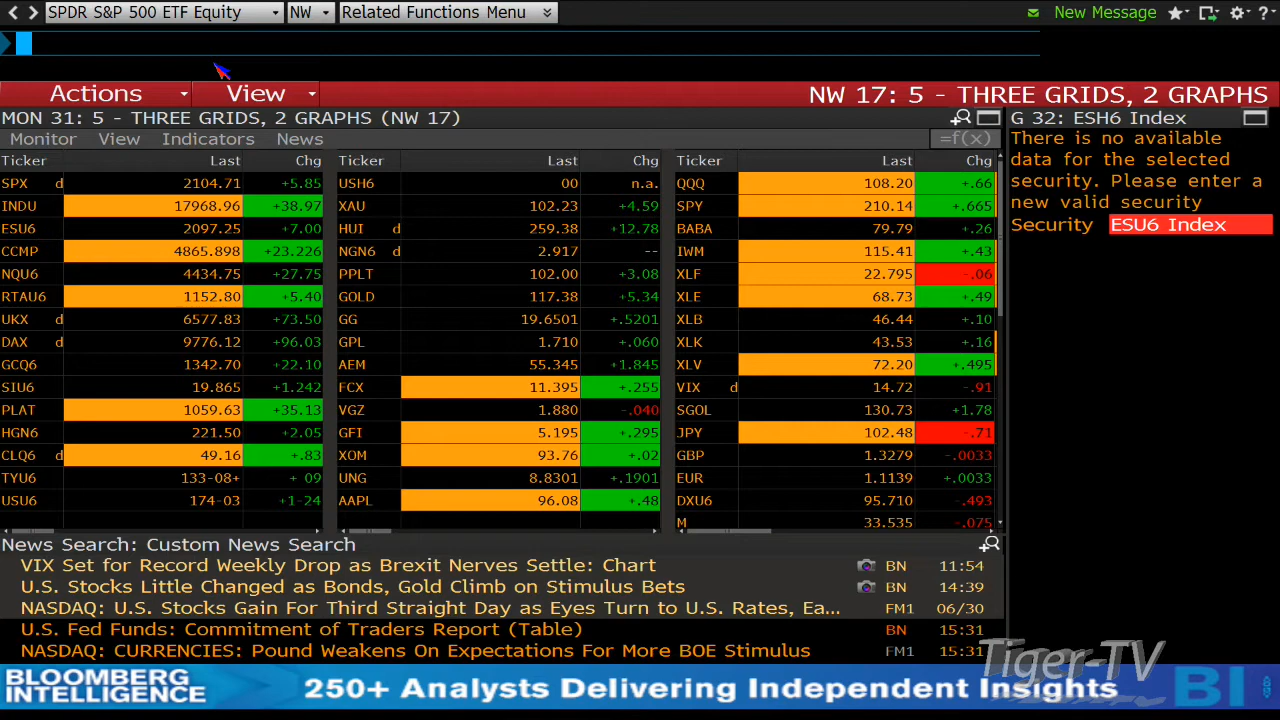 SPDR S&P 500 ETF Equity NW Related Functions Menu New Message ?
Actions View NW 17: 5 - THREE GRIDS, 2 GRAPHS
MON 31: 5 - THREE GRIDS, 2 GRAPHS (NW 17) G 32: ESH6 Index
Monitor View Indicators News =f(x)
There is no available
data for the selected
security. Please enter a
new valid security
Security ESU6 Index
Ticker Last Chg Ticker Last Chg Ticker Last Chg
SPX d 2104.71 +5.85 USH6 00 n.a. QQQ 108.20 +.66
INDU 17968.96 +38.97 XAU 102.23 +4.59 SPY 210.14 +.665
ESU6 2097.25 +7.00 HUI d 259.38 +12.78 BABA 79.79 +.26
CCMP 4865.898 +23.226 NGN6 d 2.917 -- IWM 115.41 +.43
NQU6 4434.75 +27.75 PPLT 102.00 +3.08 XLF 22.795 -.06
RTAU6 1152.80 +5.40 GOLD 117.38 +5.34 XLE 68.73 +.49
UKX d 6577.83 +73.50 GG 19.6501 +.5201 XLB 46.44 +.10
DAX d 9776.12 +96.03 GPL 1.710 +.060 XLK 43.53 +.16
GCQ6 1342.70 +22.10 AEM 55.345 +1.845 XLV 72.20 +.495
SIU6 19.865 +1.242 FCX 11.395 +.255 VIX d 14.72 -.91
PLAT 1059.63 +35.13 VGZ 1.880 -.040 SGOL 130.73 +1.78
HGN6 221.50 +2.05 GFI 5.195 +.295 JPY 102.48 -.71
CLQ6 d 49.16 +.83 XOM 93.76 +.02 GBP 1.3279 -.0033
TYU6 133-08+ + 09 UNG 8.8301 +.1901 EUR 1.1139 +.0033
USU6 174-03 +1-24 AAPL 96.08 +.48 DXU6 95.710 -.493
M 33.535 -.075
News Search: Custom News Search
VIX Set for Record Weekly Drop as Brexit Nerves Settle: Chart BN 11:54
U.S. Stocks Little Changed as Bonds, Gold Climb on Stimulus Bets BN 14:39
NASDAQ: U.S. Stocks Gain For Third Straight Day as Eyes Turn to U.S. Rates, Ea... FM1 06/30
U.S. Fed Funds: Commitment of Traders Report (Table) BN 15:31
NASDAQ: CURRENCIES: Pound Weakens On Expectations For More BOE Stimulus FM1 15:31
Tiger-TV
BLOOMBERG
INTELLIGENCE
250+ Analysts Delivering Independent Insights BI